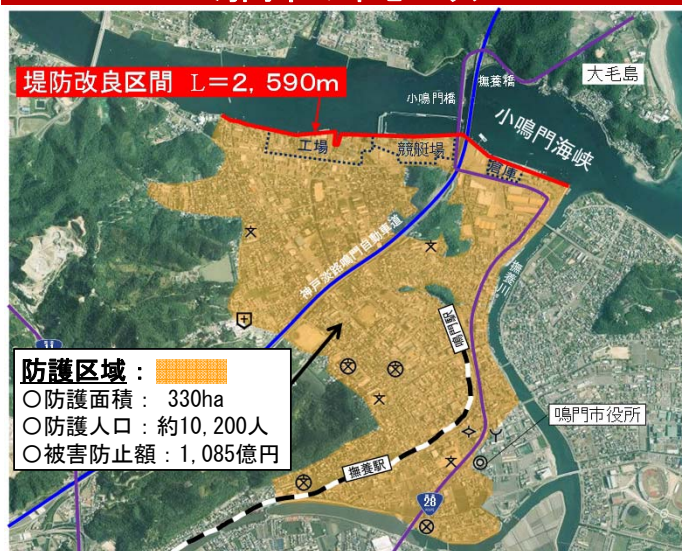 堤防改良区間 L=2,590m
大毛島
撫養橋
小鳴門橋
小鳴門海峡
工場
競艇場
倉庫
神戸淡路鳴門自動車道
撫養川
鳴門駅
11
防護区域:
○防護面積: 330ha
○防護人口:約10,200人
○被害防止額:1,085億円
鳴門市役所
撫養駅
28